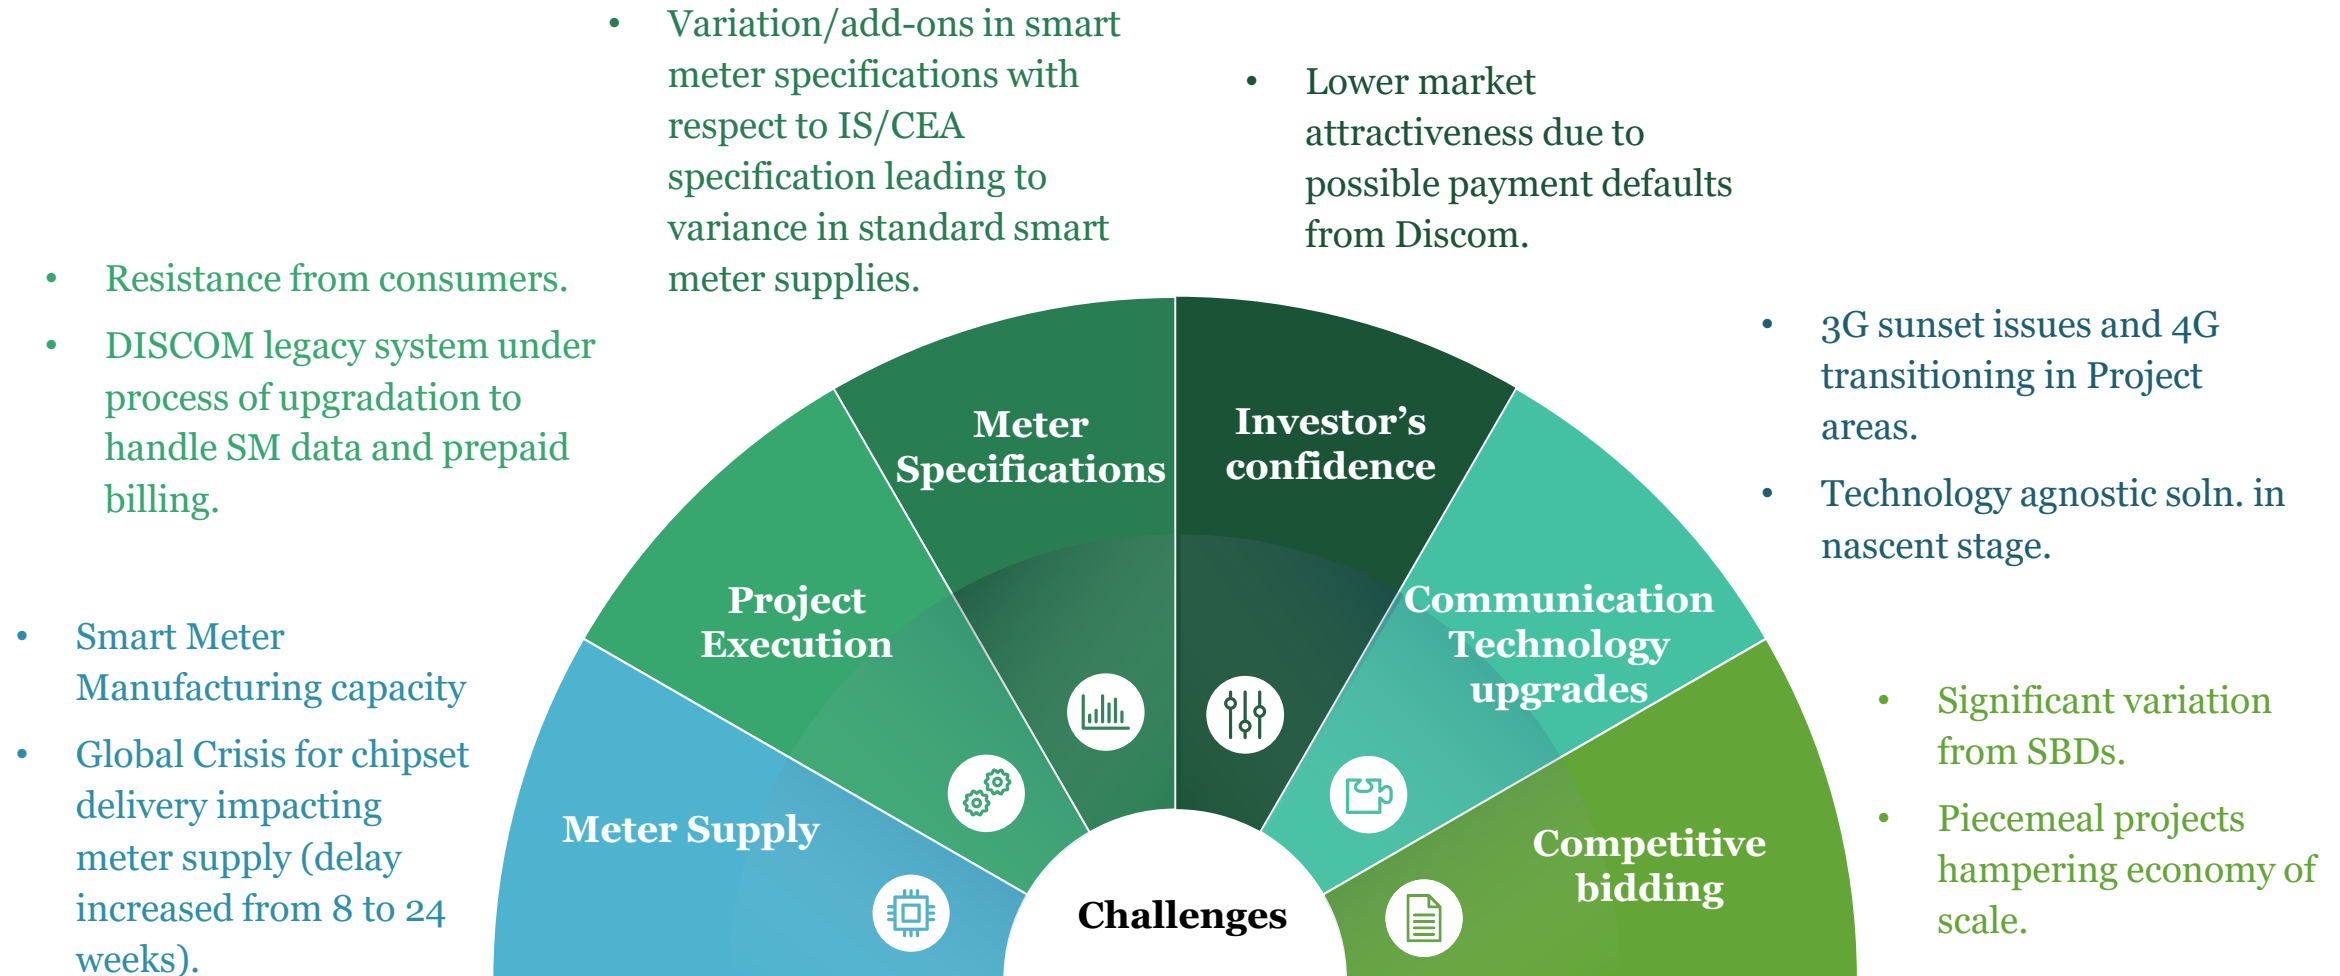 • Variation/add-ons in smart
meter specifications with
respect to IS/CEA
specification leading to
variance in standard smart
meter supplies.
• Lower market
attractiveness due to
possible payment defaults
from Discom.
• Resistance from consumers.
• DISCOM legacy system under
process of upgradation to
handle SM data and prepaid
billing.
• 3G sunset issues and 4G
transitioning in Project
areas.
• Technology agnostic soln. in
nascent stage.
• Smart Meter
Manufacturing capacity
• Global Crisis for chipset
delivery impacting
meter supply (delay
increased from 8 to 24
weeks).
• Significant variation
from SBDs.
• Piecemeal projects
hampering economy of
scale.
Meter Supply
Project
Execution
Meter
Specifications
Investor’s
confidence
Communication
Technology
upgrades
Competitive
bidding
Challenges